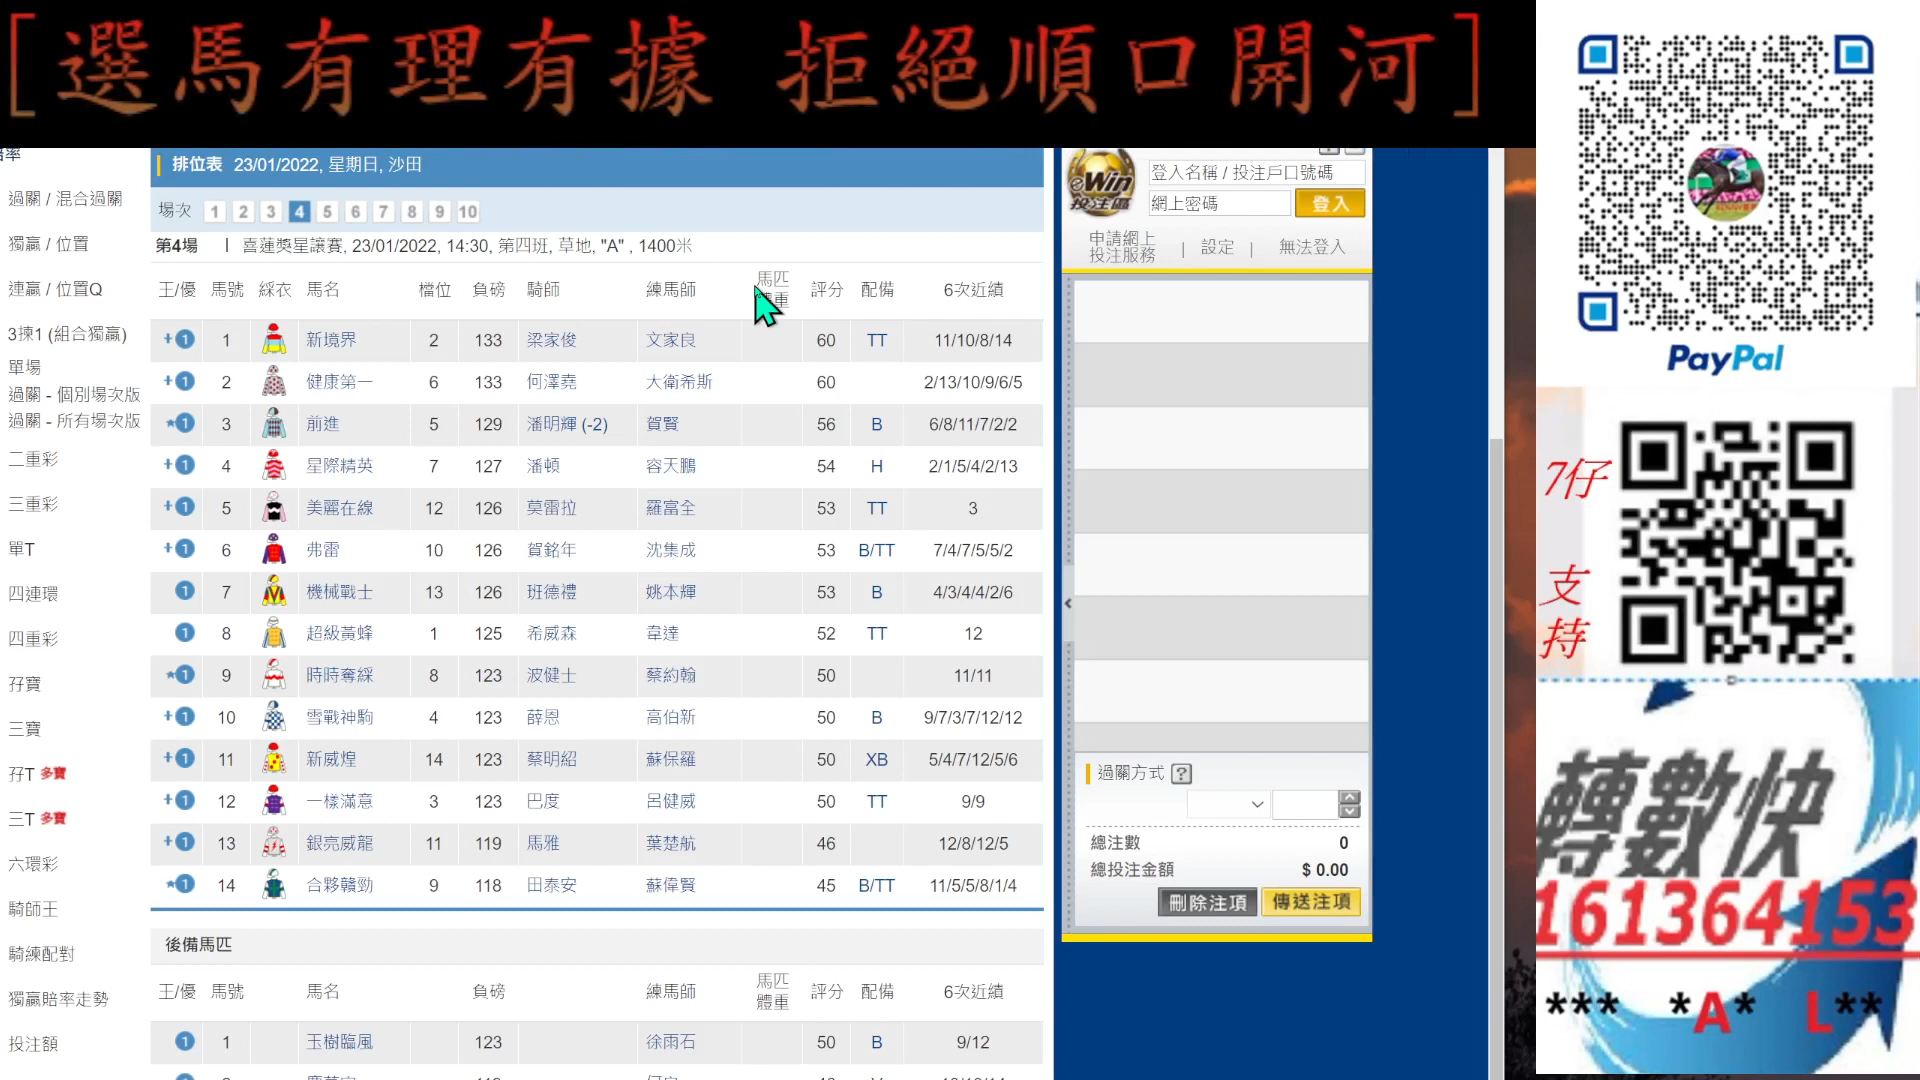 [選馬有理有據 拒絕順口開河]
賠率
過關 / 混合過關
獨贏 / 位置
連贏 / 位置Q
3揀1 (組合獨贏)
單場
過關 - 個別場次版
過關 - 所有場次版
二重彩
三重彩
單T
四連環
四重彩
孖寶
三寶
孖T 多寶
三T 多寶
六環彩
騎師王
騎練配對
獨贏賠率走勢
投注額
排位表 23/01/2022, 星期日, 沙田
場次 1 2 3 4 5 6 7 8 9 10
第4場 | 喜蓮獎星讓賽, 23/01/2022, 14:30, 第四班, 草地, "A" , 1400米
王/優 馬號 綵衣 馬名 檔位 負磅 騎師 練馬師 馬匹體重 評分 配備 6次近績
+1 1 新境界 2 133 梁家俊 文家良 60 TT 11/10/8/14
+1 2 健康第一 6 133 何澤堯 大衛希斯 60 2/13/10/9/6/5
★1 3 前進 5 129 潘明輝 (-2) 賀賢 56 B 6/8/11/7/2/2
+1 4 星際精英 7 127 潘頓 容天鵬 54 H 2/1/5/4/2/13
+1 5 美麗在線 12 126 莫雷拉 羅富全 53 TT 3
+1 6 弗雷 10 126 賀銘年 沈集成 53 B/TT 7/4/7/5/5/2
1 7 機械戰士 13 126 班德禮 姚本輝 53 B 4/3/4/4/2/6
1 8 超級黃蜂 1 125 希威森 韋達 52 TT 12
★1 9 時時奪綵 8 123 波健士 蔡約翰 50 11/11
+1 10 雪戰神駒 4 123 薛恩 高伯新 50 B 9/7/3/7/12/12
+1 11 新威煌 14 123 蔡明紹 蘇保羅 50 XB 5/4/7/12/5/6
+1 12 一樣滿意 3 123 巴度 呂健威 50 TT 9/9
+1 13 銀亮威龍 11 119 馬雅 葉楚航 46 12/8/12/5
★1 14 合夥贛勁 9 118 田泰安 蘇偉賢 45 B/TT 11/5/5/8/1/4
後備馬匹
王/優 馬號 馬名 負磅 練馬師 馬匹體重 評分 配備 6次近績
1 1 玉樹臨風 123 徐雨石 50 B 9/12
eWin 投注區
登入名稱 / 投注戶口號碼
網上密碼 登入
申請網上投注服務 | 設定 | 無法登入
過關方式 ?
總注數 0
總投注金額 $ 0.00
刪除注項 傳送注項
PayPal
7仔
支
持
轉數快
161364153
*** *A* L**